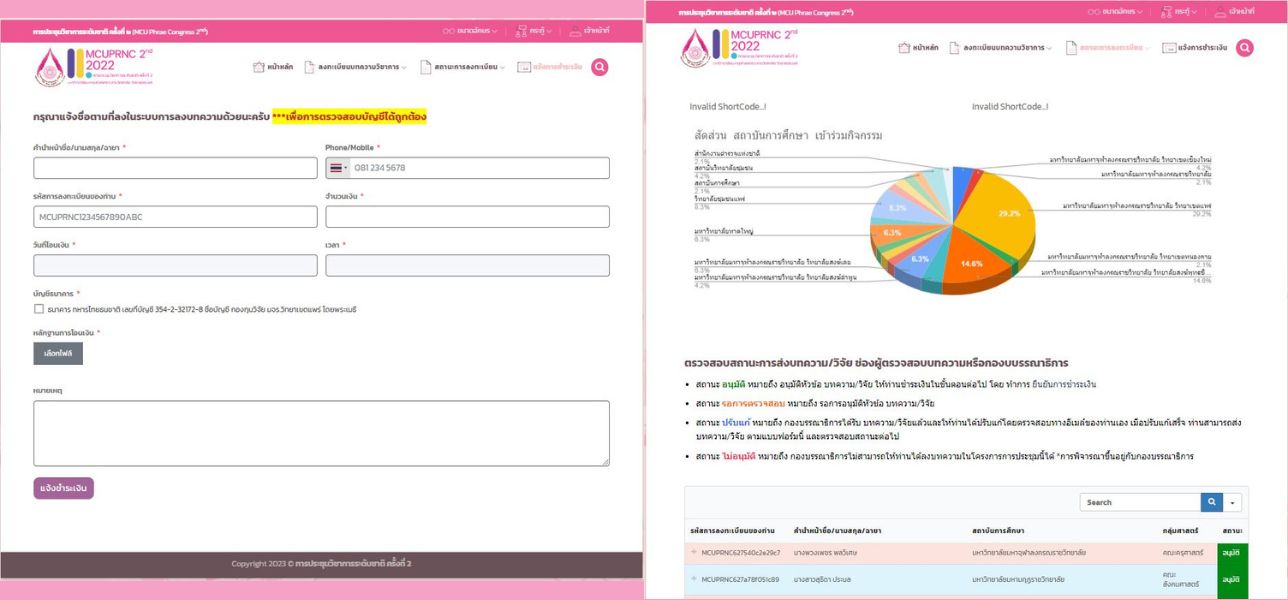 การประชุมวิชาการระดับชาติ ครั้งที่ ๒ (MCU Phrae Congress 2nd)
ขนาดอักษร
กระทู้
เจ้าหน้าที่
MCUPRNC 2nd
2022
หน้าหลัก
ลงทะเบียนบทความวิชาการ
สถานะการลงทะเบียน
แจ้งการชำระเงิน
กรุณาแจ้งชื่อตามที่ลงในระบบการลงบทความด้วยนะครับ ***เพื่อการตรวจสอบบัญชีได้ถูกต้อง
คำนำหน้าชื่อ/นามสกุล/ฉายา *
Phone/Mobile *
081 234 5678
รหัสการลงทะเบียนของท่าน *
จำนวนเงิน *
MCUPRNC1234567890ABC
วันที่โอนเงิน *
เวลา *
บัญชีธนาคาร *
ธนาคาร ทหารไทยธนชาติ เลขที่บัญชี 354-2-32172-8 ชื่อบัญชี กองทุนวิจัย มจร.วิทยาเขตแพร่ โดยพระเมธี
หลักฐานการโอนเงิน *
เลือกไฟล์
หมายเหตุ
แจ้งชำระเงิน
Copyright 2023 © การประชุมวิชาการระดับชาติ ครั้งที่ 2
การประชุมวิชาการระดับชาติ ครั้งที่ ๒ (MCU Phrae Congress 2nd)
ขนาดอักษร
กระทู้
เจ้าหน้าที่
MCUPRNC 2nd
2022
หน้าหลัก
ลงทะเบียนบทความวิชาการ
สถานะการลงทะเบียน
แจ้งการชำระเงิน
Invalid ShortCode...!
Invalid ShortCode...!
สัดส่วน สถาบันการศึกษา เข้าร่วมกิจกรรม
สำนักงานตำรวจแห่งชาติ
2.1%
สถาบันวิทยาลัยชุมชน
4.2%
สถาบันการศึกษา
2.1%
วิทยาลัยชุมชนแพร่
8.3%
มหาวิทยาลัยหาดใหญ่
6.3%
มหาวิทยาลัยมหาจุฬาลงกรณราชวิทยาลัย วิทยาลัยสงฆ์เลย
6.3%
มหาวิทยาลัยมหาจุฬาลงกรณราชวิทยาลัย วิทยาลัยสงฆ์ลำพูน
4.2%
มหาวิทยาลัยมหาจุฬาลงกรณราชวิทยาลัย วิทยาเขตเชียงใหม่
4.2%
มหาวิทยาลัยมหาจุฬาลงกรณราชวิทยาลัย
2.1%
มหาวิทยาลัยมหาจุฬาลงกรณราชวิทยาลัย วิทยาเขตแพร่
29.2%
มหาวิทยาลัยมหาจุฬาลงกรณราชวิทยาลัย วิทยาเขตหนองคาย
2.1%
มหาวิทยาลัยมหาจุฬาลงกรณราชวิทยาลัย วิทยาลัยสงฆ์พุทธชิ
14.6%
8.3%
6.3%
6.3%
29.2%
14.6%
ตรวจสอบสถานะการส่งบทความ/วิจัย ช่องผู้ตรวจสอบบทความหรือกองบบรรณาธิการ
สถานะ อนุมัติ หมายถึง อนุมัติหัวข้อ บทความ/วิจัย ให้ท่านชำระเงินในขั้นตอนต่อไป โดย ทำการ ยืนยันการชำระเงิน
สถานะ รอการตรวจสอบ หมายถึง รอการอนุมัติหัวข้อ บทความ/วิจัย
สถานะ ปรับแก้ หมายถึง กองบรรณาธิการได้รับ บทความ/วิจัยแล้วและให้ท่านได้ปรับแก้โดยตรวจสอบทางอีเมล์ของท่านเอง เมื่อปรับแก้เสร็จ ท่านสามารถส่ง
บทความ/วิจัย ตามแบบฟอร์มนี้ และตรวจสอบสถานะต่อไป
สถานะ ไม่อนุมัติ หมายถึง กองบรรณาธิการไม่สามารถให้ท่านได้ลงบทความในโครงการการประชุมนี้ได้ *การพิจารณาขึ้นอยู่กับกองบรรณาธิการ
Search
รหัสการลงทะเบียนของท่าน
คำนำหน้าชื่อ/นามสกุล/ฉายา
สถาบันการศึกษา
กลุ่มศาสตร์
สถานะ
MCUPRNC627540c2e29c7
นางพวงเพชร พลวิเศษ
มหาวิทยาลัยมหาจุฬาลงกรณราชวิทยาลัย
คณะครุศาสตร์
อนุมัติ
MCUPRNC627a78f051c89
นางสาวสุธิดา ประมล
มหาวิทยาลัยมหามกุฎราชวิทยาลัย
คณะ
สังคมศาสตร์
อนุมัติ